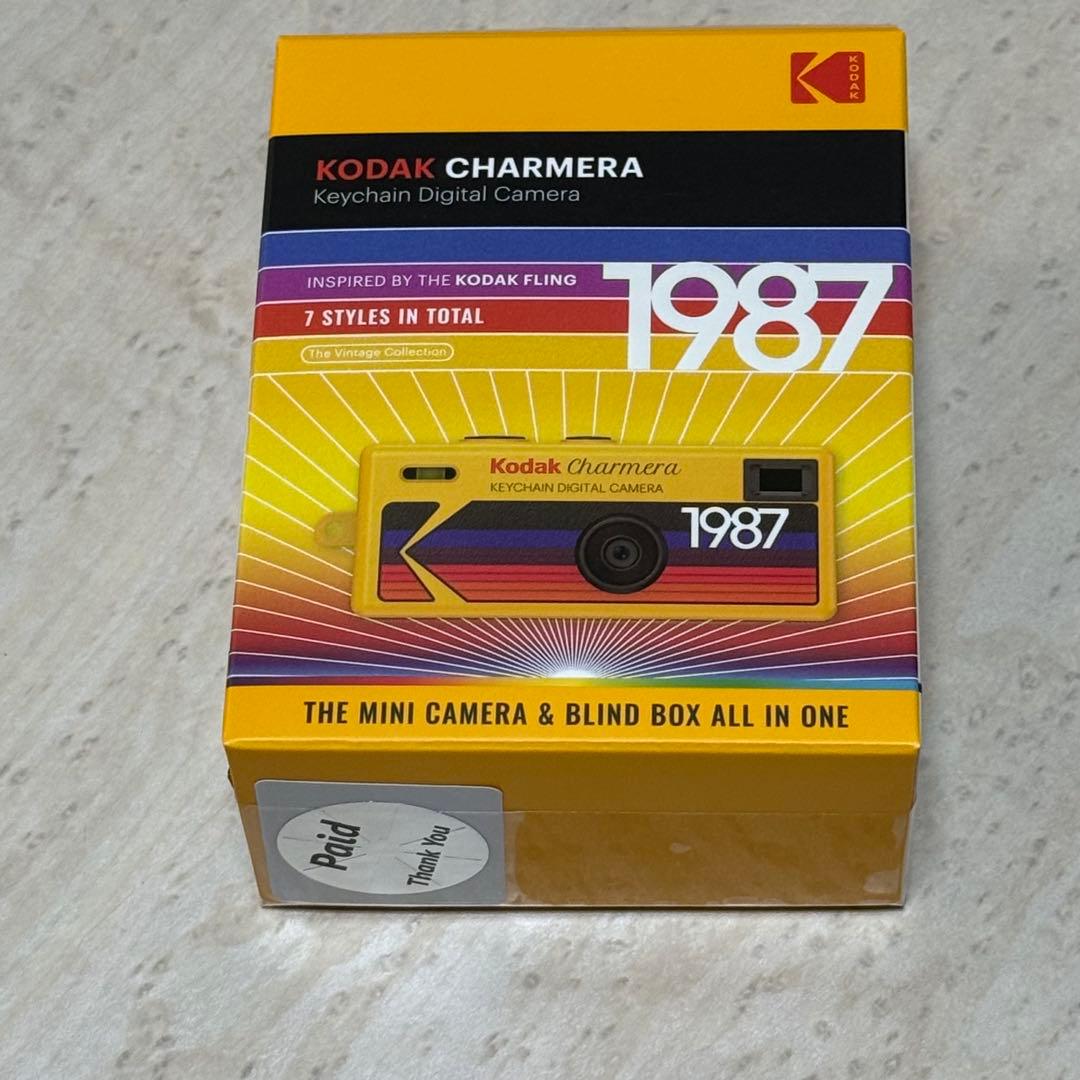 KODAK
KODAK CHARMERA
Keychain Digital Camera
INSPIRED BY THE KODAK FLING
1987
7 STYLES IN TOTAL
The Vintage Collection
Kodak Charmera
KEYCHAIN DIGITAL CAMERA
1987
THE MINI CAMERA & BLIND BOX ALL IN ONE
Paid
Thank You